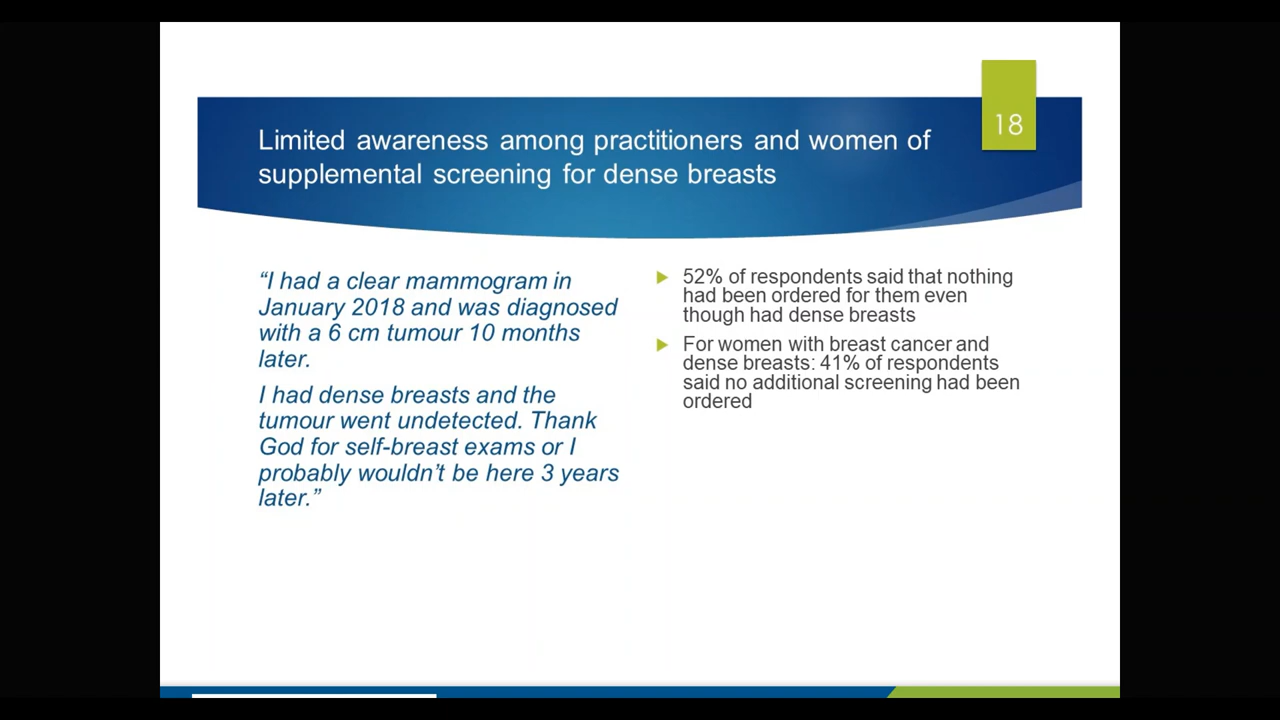 18
Limited awareness among practitioners and women of
supplemental screening for dense breasts
“I had a clear mammogram in
January 2018 and was diagnosed
with a 6 cm tumour 10 months
later.
I had dense breasts and the
tumour went undetected. Thank
God for self-breast exams or I
probably wouldn’t be here 3 years
later.”
52% of respondents said that nothing
had been ordered for them even
though had dense breasts
For women with breast cancer and
dense breasts: 41% of respondents
said no additional screening had been
ordered